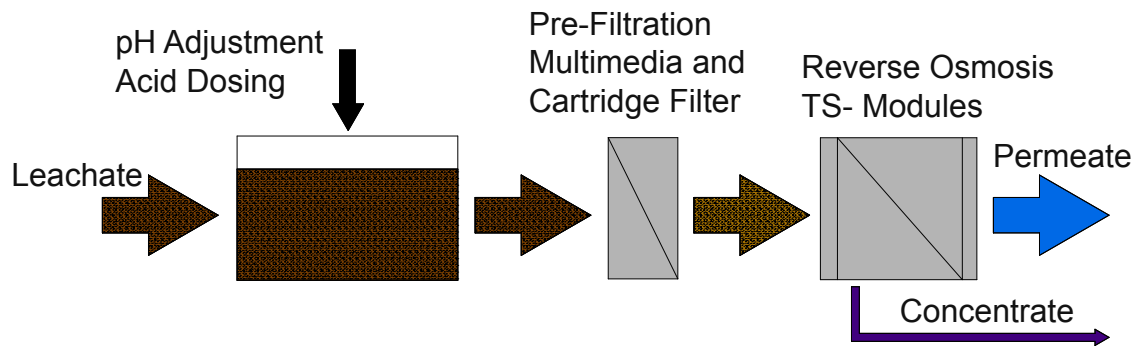 pH Adjustment
Acid Dosing
Pre-Filtration
Multimedia and
Cartridge Filter
Reverse Osmosis
TS- Modules
Leachate
Permeate
Concentrate